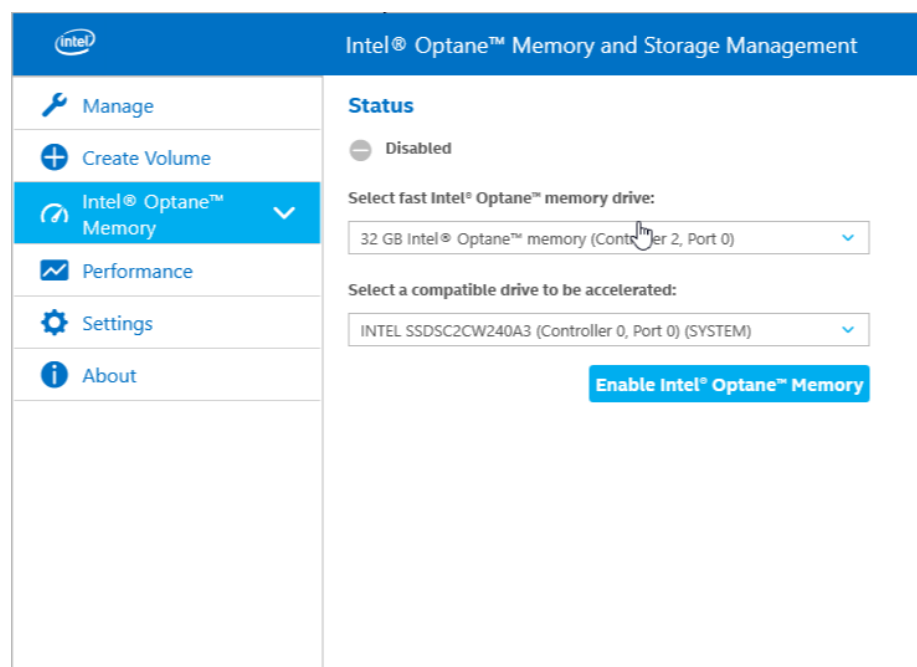 intel
Intel® Optane™ Memory and Storage Management
Manage
Create Volume
Intel® Optane™
Memory
Performance
Settings
About
Status
Disabled
Select fast Intel® Optane™ memory drive:
32 GB Intel® Optane™ memory (Controller 2, Port 0)
Select a compatible drive to be accelerated:
INTEL SSDSC2CW240A3 (Controller 0, Port 0) (SYSTEM)
Enable Intel® Optane™ Memory